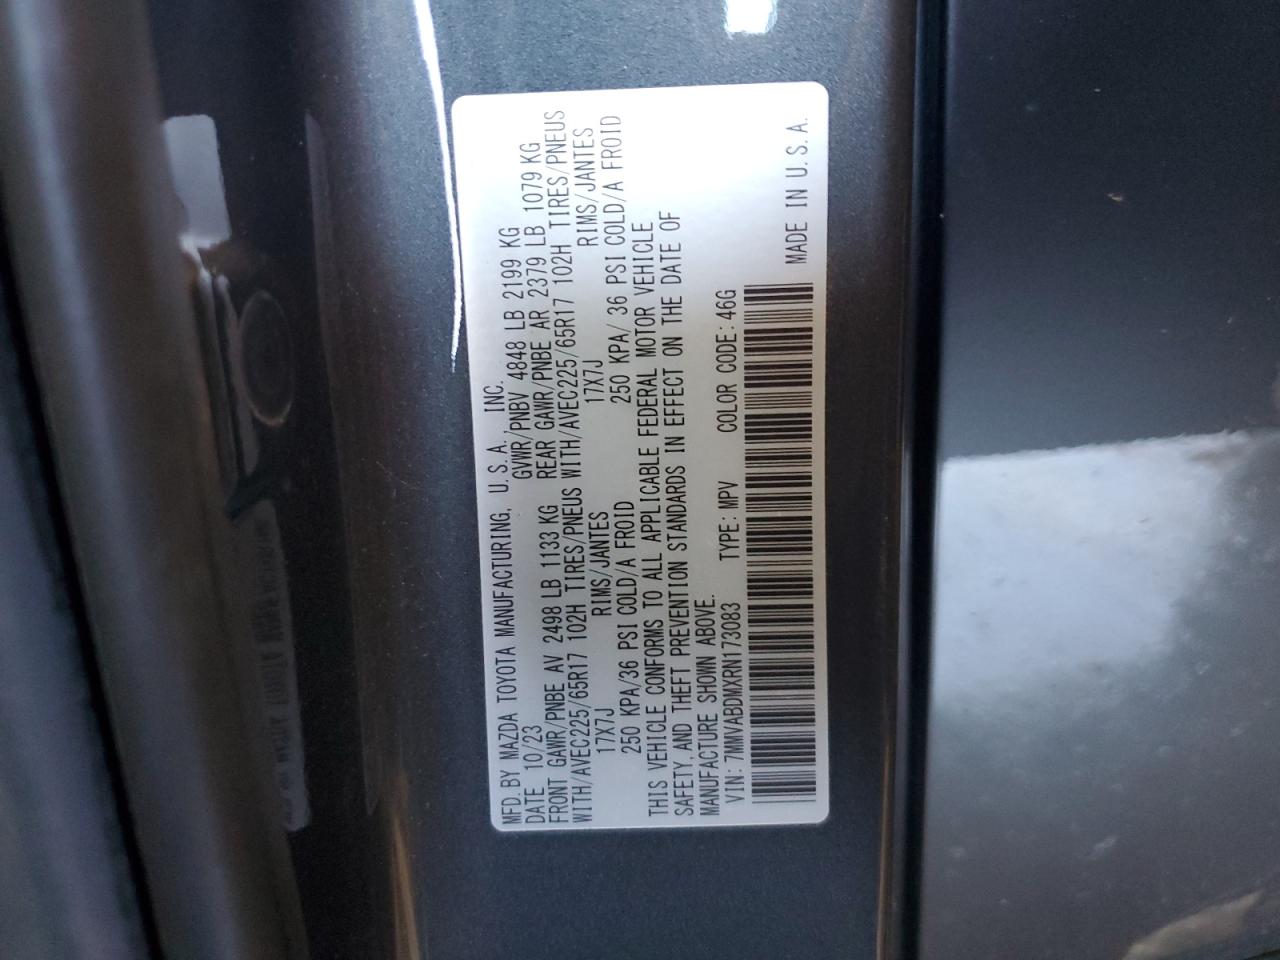 MFD. BY MAZDA TOYOTA MANUFACTURING, U.S.A., INC.
DATE 10/23 GVWR/PNBV 4848 LB 2199 KG
FRONT GAWR/PNBE AV 2498 LB 1133 KG REAR GAWR/PNBE AR 2379 LB 1079 KG
WITH/AVEC225/65R17 102H TIRES/PNEUS WITH/AVEC225/65R17 102H TIRES/PNEUS
17X7J RIMS/JANTES 17X7J RIMS/JANTES
250 KPA/36 PSI COLD/A FROID 250 KPA/ 36 PSI COLD/A FROID
THIS VEHICLE CONFORMS TO ALL APPLICABLE FEDERAL MOTOR VEHICLE
SAFETY, AND THEFT PREVENTION STANDARDS IN EFFECT ON THE DATE OF
MANUFACTURE SHOWN ABOVE.
VIN: 7MMVABDMXRN173083 TYPE: MPV COLOR CODE: 46G
MADE IN U.S.A.